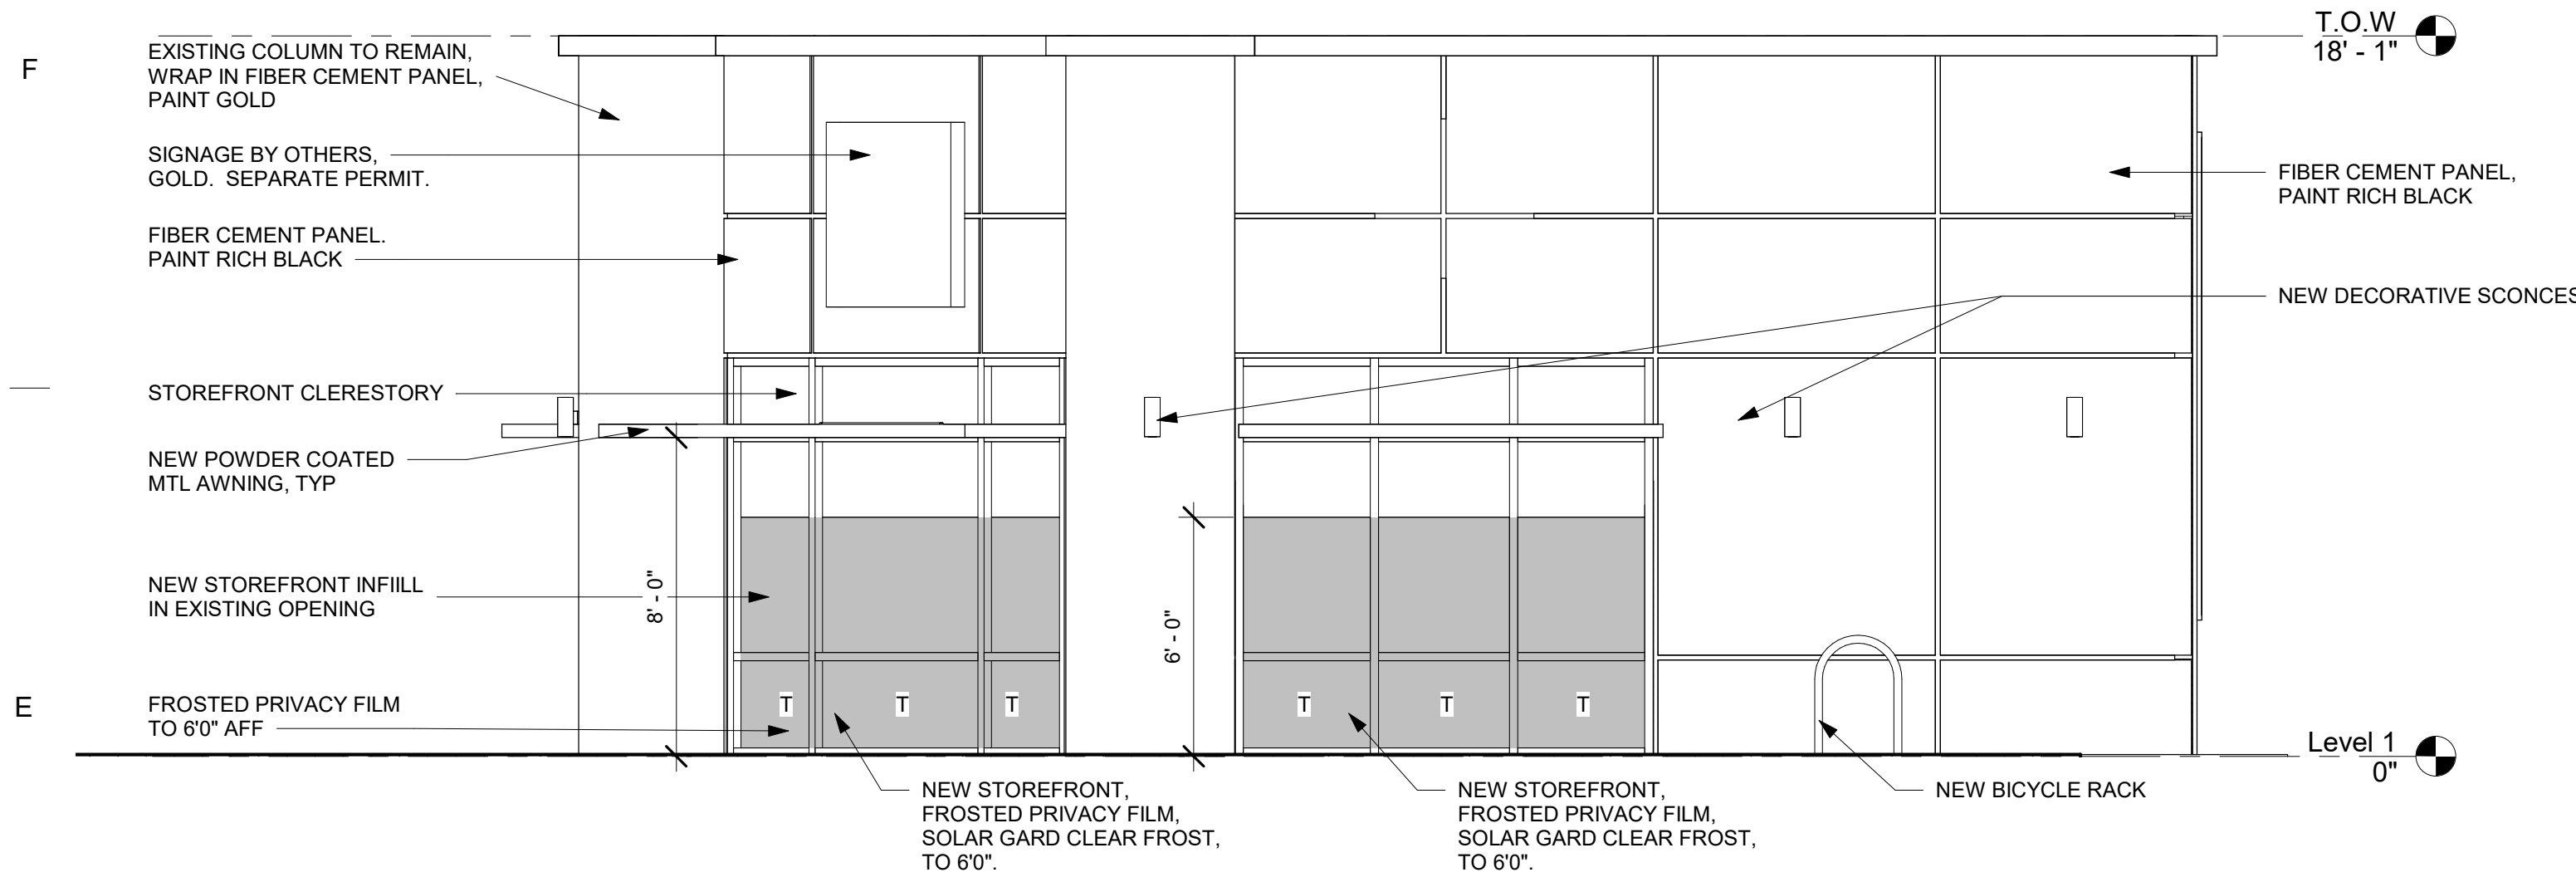 T.O.W
18' - 1"
F
EXISTING COLUMN TO REMAIN,
WRAP IN FIBER CEMENT PANEL,
PAINT GOLD
SIGNAGE BY OTHERS,
GOLD. SEPARATE PERMIT.
FIBER CEMENT PANEL.
PAINT RICH BLACK
FIBER CEMENT PANEL,
PAINT RICH BLACK
NEW DECORATIVE SCONCES
STOREFRONT CLERESTORY
NEW POWDER COATED
MTL AWNING, TYP
NEW STOREFRONT INFIILL
IN EXISTING OPENING
8' - 0"
6' - 0"
E
FROSTED PRIVACY FILM
TO 6'0" AFF
T
T
T
T
T
T
Level 1
0"
NEW STOREFRONT,
FROSTED PRIVACY FILM,
SOLAR GARD CLEAR FROST,
TO 6'0".
NEW STOREFRONT,
FROSTED PRIVACY FILM,
SOLAR GARD CLEAR FROST,
TO 6'0".
NEW BICYCLE RACK